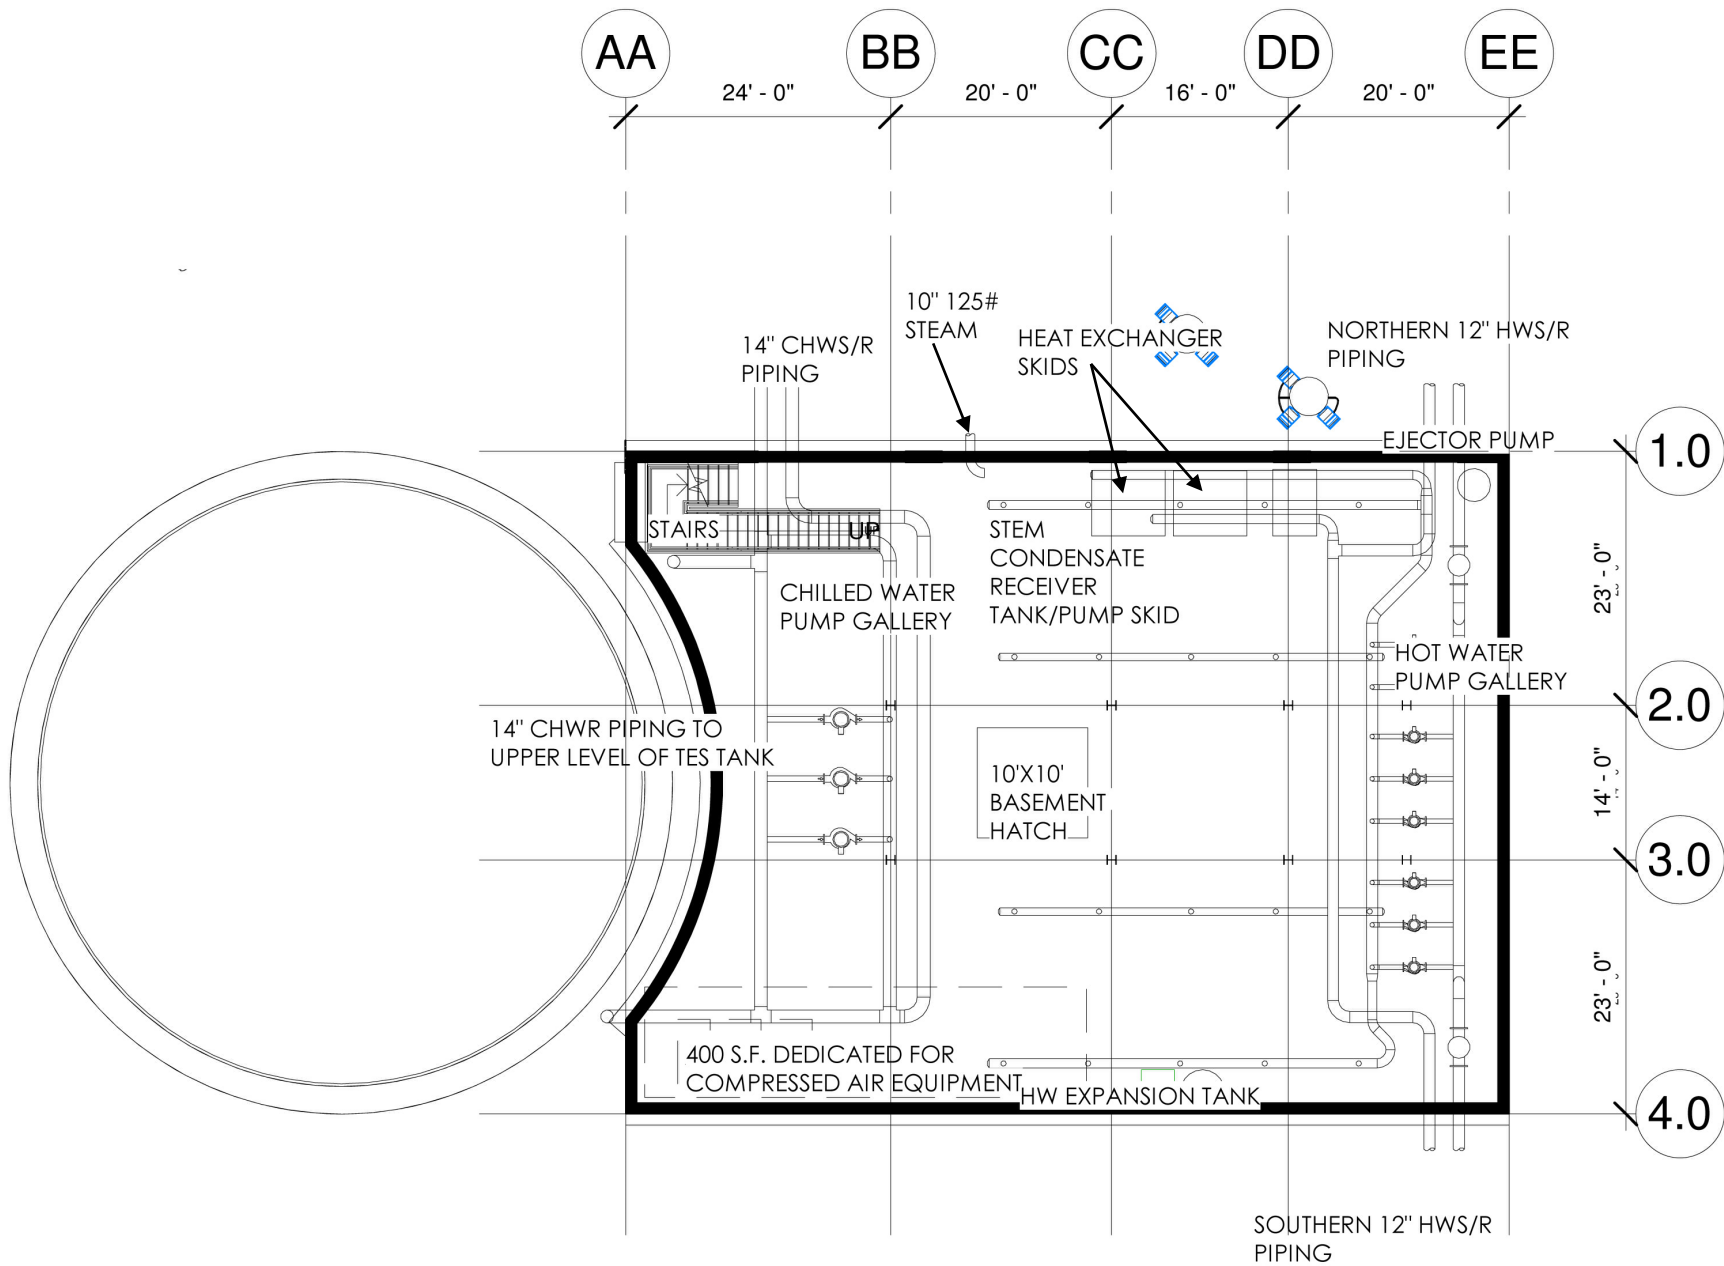 AA
BB
CC
DD
EE
24' - 0"
20' - 0"
16' - 0"
20' - 0"
10" 125#
STEAM
14" CHWS/R
PIPING
HEAT EXCHANGER
SKIDS
NORTHERN 12" HWS/R
PIPING
EJECTOR PUMP
1.0
STAIRS
UP
STEM
CONDENSATE
RECEIVER
TANK/PUMP SKID
CHILLED WATER
PUMP GALLERY
23' - 0"
HOT WATER
PUMP GALLERY
2.0
14" CHWR PIPING TO
UPPER LEVEL OF TES TANK
10'X10'
BASEMENT
HATCH
14' - 0"
3.0
23' - 0"
400 S.F. DEDICATED FOR
COMPRESSED AIR EQUIPMENT
HW EXPANSION TANK
4.0
SOUTHERN 12" HWS/R
PIPING